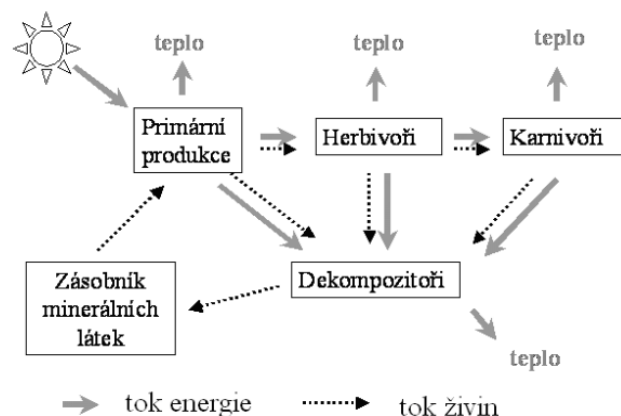 teplo
teplo
teplo
Primární
produkce
Herbivoři
Karnivoři
Zásobník
minerálních
látek
Dekompozitoři
teplo
tok energie
tok živin